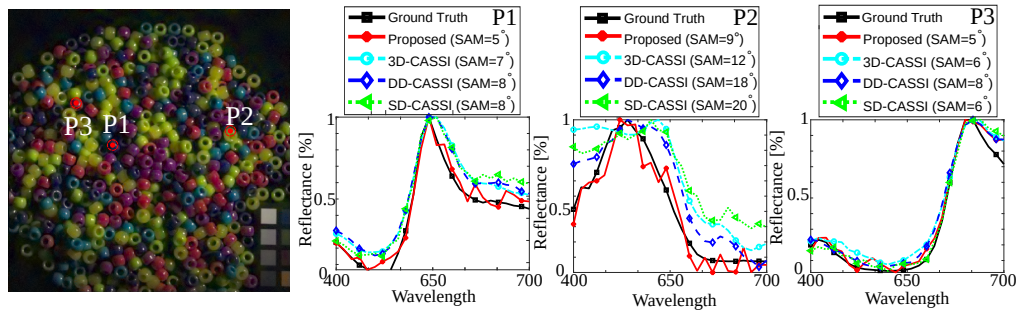 P3
P1
P2
P1
Ground Truth
Proposed (SAM=5°)
3D-CASSI (SAM=7°)
DD-CASSI (SAM=8°)
SD-CASSI (SAM=8°)
Reflectance [%]
1
0.5
0
400
650
700
Wavelength
P2
Ground Truth
Proposed (SAM=9°)
3D-CASSI (SAM=12°)
DD-CASSI (SAM=18°)
SD-CASSI (SAM=20°)
Reflectance [%]
1
0.5
0
400
650
700
Wavelength
P3
Ground Truth
Proposed (SAM=5°)
3D-CASSI (SAM=6°)
DD-CASSI (SAM=8°)
SD-CASSI (SAM=6°)
Reflectance [%]
1
0.5
0
400
650
700
Wavelength